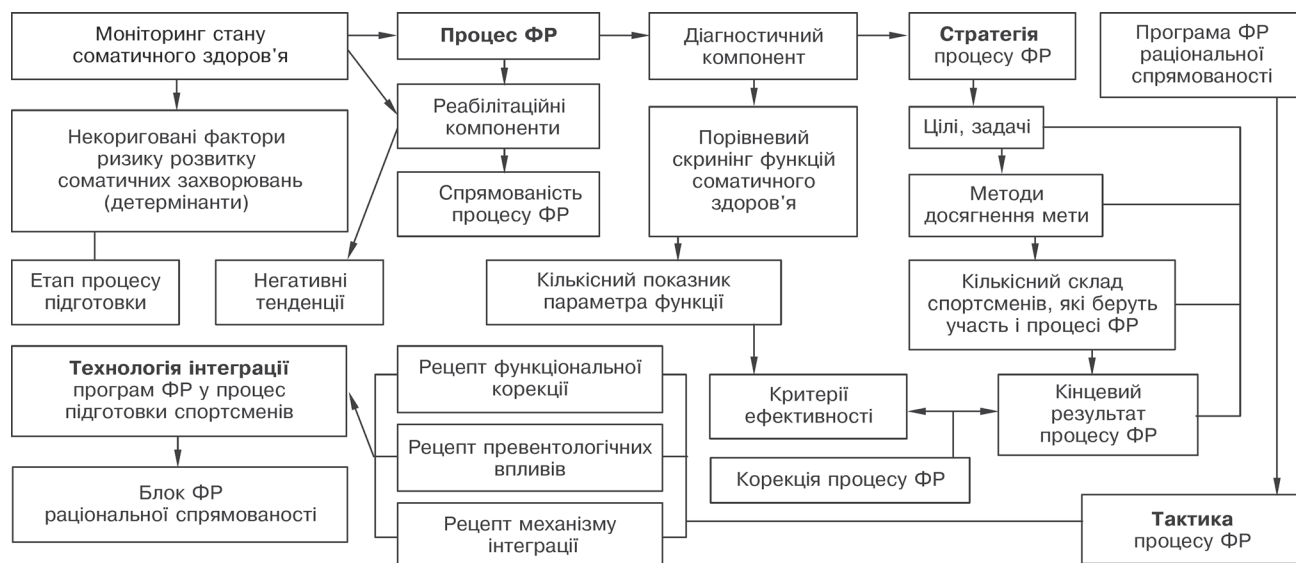 Моніторинг стану
соматичного здоров'я
Процес ФР
Діагностичний
компонент
Стратегія
процесу ФР
Програма ФР
раціональної
спрямованості
Некориговані фактори
ризику розвитку
соматичних захворювань
(детермінанти)
Реабілітаційні
компоненти
Спрямованість
процесу ФР
Порівневий
скринінг функцій
соматичного
здоров'я
Цілі, задачі
Методи
досягнення мети
Етап процесу
підготовки
Негативні
тенденції
Кількісний показник
параметра функції
Кількісний склад
спортсменів, які беруть
участь і процесі ФР
Технологія інтеграції
програм ФР у процес
підготовки спортсменів
Рецепт функціональної
корекції
Критерії
ефективності
Кінцевий
результат
процесу ФР
Рецепт превентологічних
впливів
Корекція процесу ФР
Блок ФР
раціональної спрямованості
Рецепт механізму
інтеграції
Тактика
процесу ФР